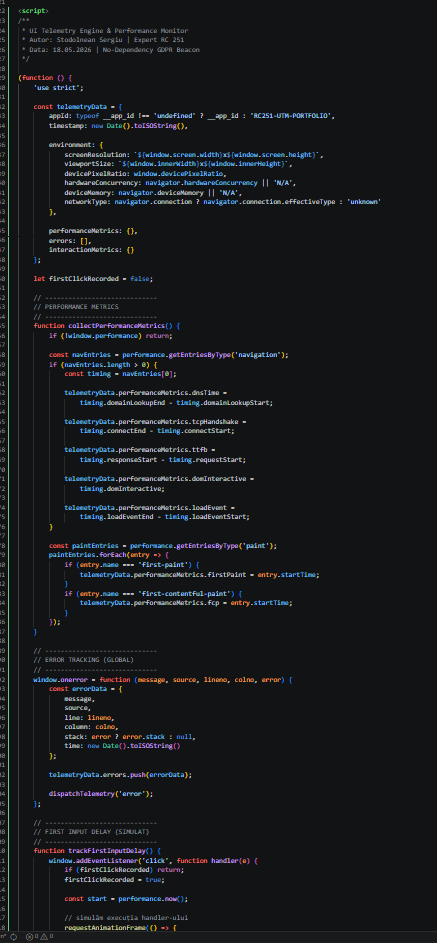 <script>
/**
 * UI Telemetry Engine & Performance Monitor
 * Autor: Stodolnean Sergiu | Expert RC 251
 * Data: 18.05.2026 | No-Dependency GDPR Beacon
 */
(function () {
'use strict';
const telemetryData = {
appId: typeof __app_id !== 'undefined' ? __app_id : 'RC251-UTM-PORTFOLIO',
timestamp: new Date().toISOString(),
environment: {
screenResolution: `${window.screen.width}x${window.screen.height}`,
viewportSize: `${window.innerWidth}x${window.innerHeight}`,
devicePixelRatio: window.devicePixelRatio,
hardwareConcurrency: navigator.hardwareConcurrency || 'N/A',
deviceMemory: navigator.deviceMemory || 'N/A',
networkType: navigator.connection ? navigator.connection.effectiveType : 'unknown'
},
performanceMetrics: {},
errors: [],
interactionMetrics: {}
};
let firstClickRecorded = false;
// ----------------------------
// PERFORMANCE METRICS
// ----------------------------
function collectPerformanceMetrics() {
if (!window.performance) return;
const navEntries = performance.getEntriesByType('navigation');
if (navEntries.length > 0) {
const timing = navEntries[0];
telemetryData.performanceMetrics.dnsTime =
timing.domainLookupEnd - timing.domainLookupStart;
telemetryData.performanceMetrics.tcpHandshake =
timing.connectEnd - timing.connectStart;
telemetryData.performanceMetrics.ttfb =
timing.responseStart - timing.requestStart;
telemetryData.performanceMetrics.domInteractive =
timing.domInteractive;
telemetryData.performanceMetrics.loadEvent =
timing.loadEventEnd - timing.loadEventStart;
}
const paintEntries = performance.getEntriesByType('paint');
paintEntries.forEach(entry => {
if (entry.name === 'first-paint') {
telemetryData.performanceMetrics.firstPaint = entry.startTime;
}
if (entry.name === 'first-contentful-paint') {
telemetryData.performanceMetrics.fcp = entry.startTime;
}
});
}
// ----------------------------
// ERROR TRACKING (GLOBAL)
// ----------------------------
window.onerror = function (message, source, lineno, colno, error) {
const errorData = {
message,
source,
line: lineno,
column: colno,
stack: error ? error.stack : null,
time: new Date().toISOString()
};
telemetryData.errors.push(errorData);
dispatchTelemetry('error');
};
// ----------------------------
// FIRST INPUT DELAY (SIMULAT)
// ----------------------------
function trackFirstInputDelay() {
window.addEventListener('click', function handler(e) {
if (firstClickRecorded) return;
firstClickRecorded = true;
const start = performance.now();
// simulăm execuția handler-ului
requestAnimationFrame(() => {